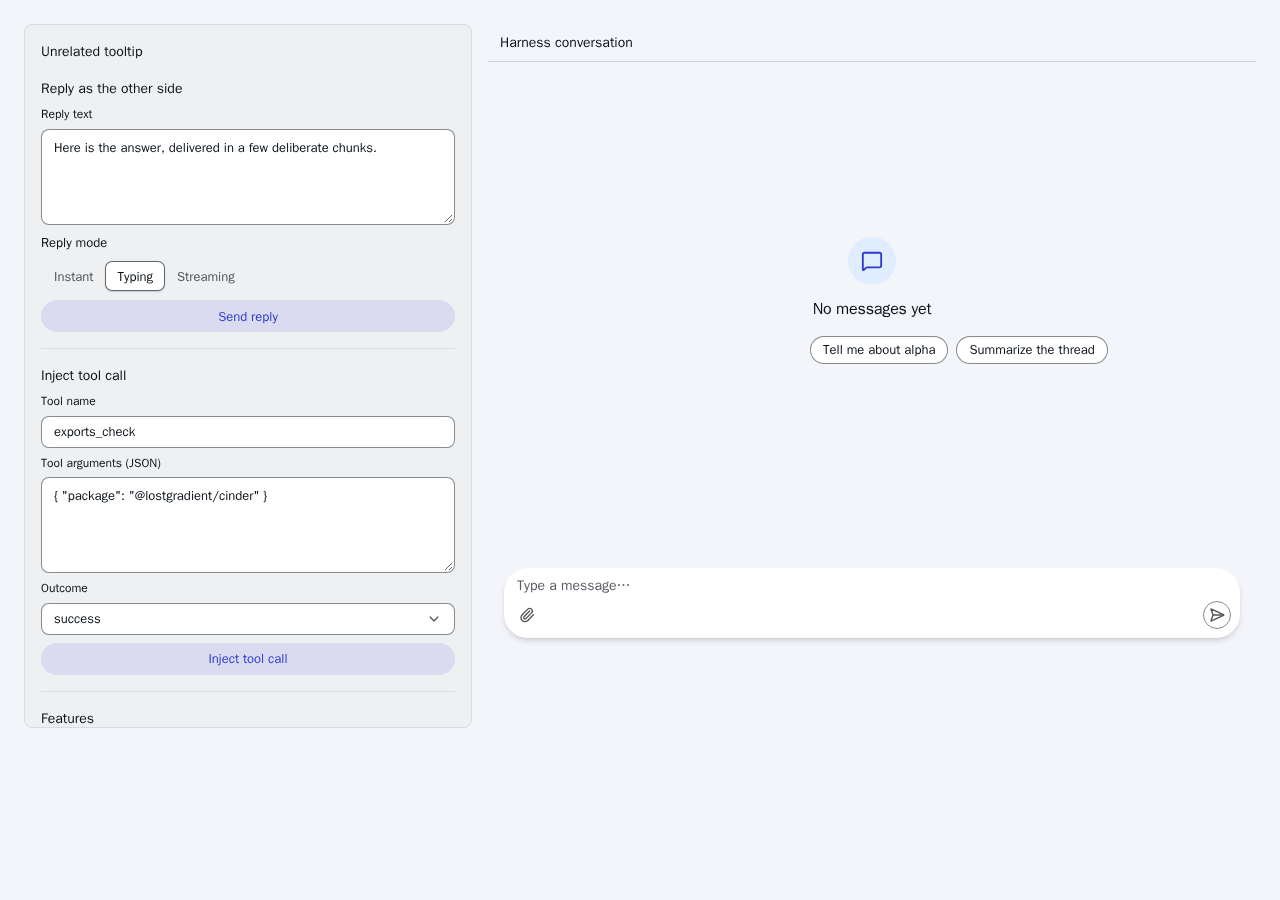 Unrelated tooltip
Reply as the other side
Reply text
Here is the answer, delivered in a few deliberate chunks.
Reply mode
Instant Typing Streaming
Send reply
Inject tool call
Tool name
exports_check
Tool arguments (JSON)
{ "package": "@lostgradient/cinder" }
Outcome
success
Inject tool call
Features
Harness conversation
No messages yet
Tell me about alpha Summarize the thread
Type a message…